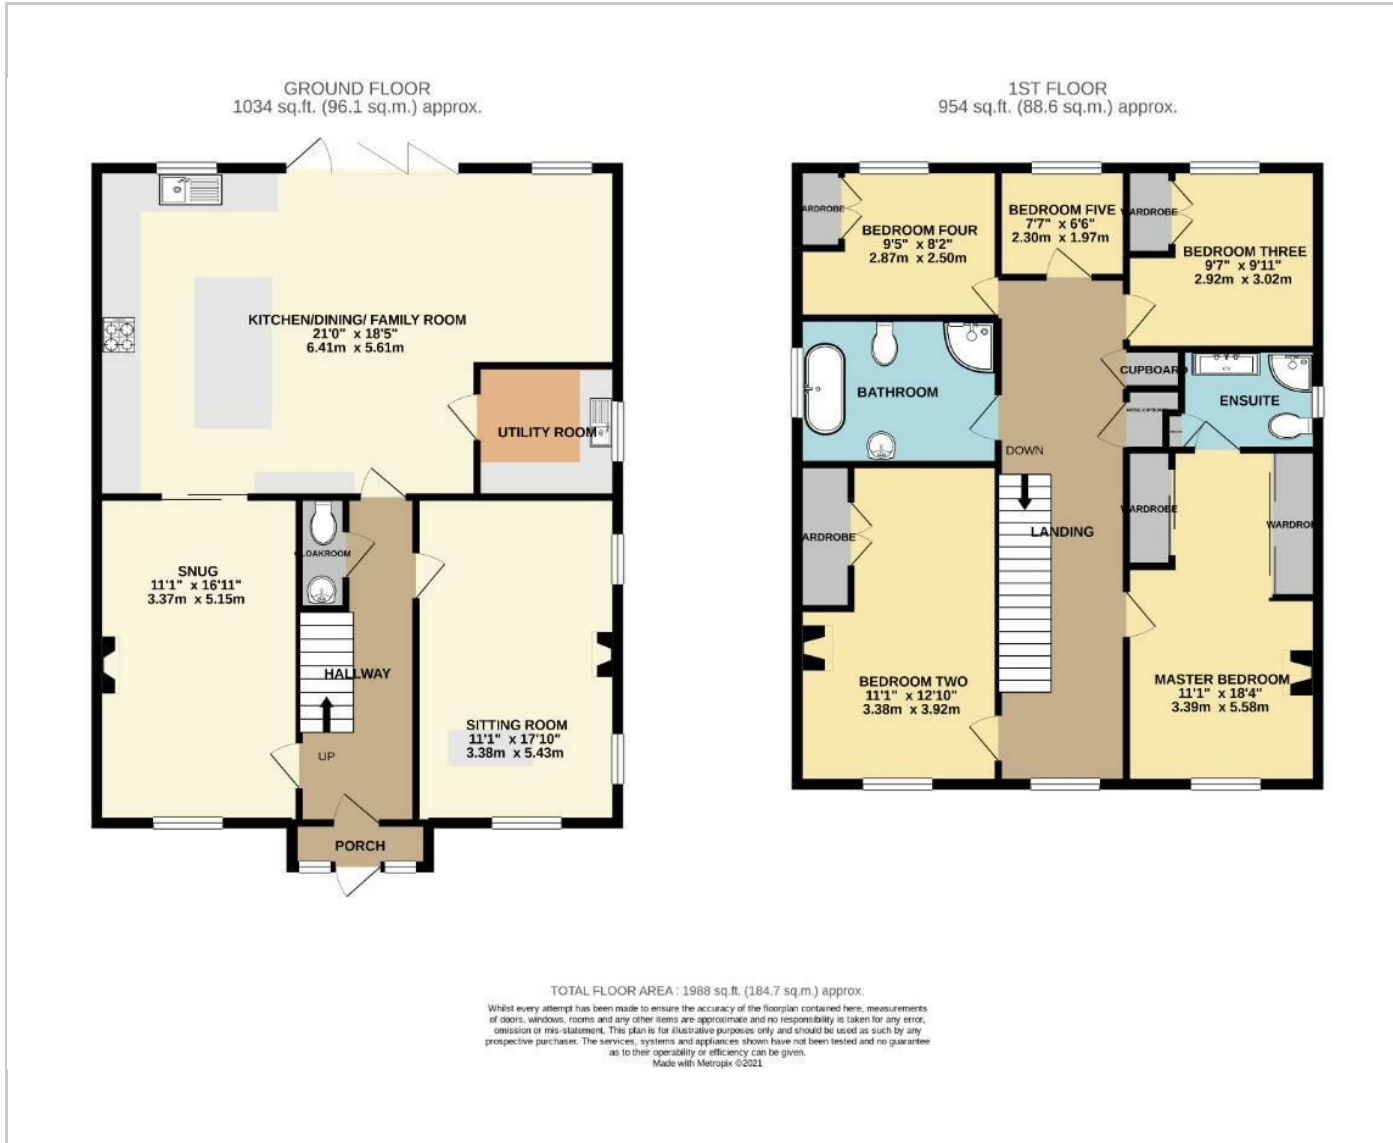 GROUND FLOOR
1034 sq.ft. (96.1 sq.m.) approx.
KITCHEN/DINING/ FAMILY ROOM
21'0" x 18'5"
6.41m x 5.61m
UTILITY ROOM
SNUG
11'1" x 16'11"
3.37m x 5.15m
CLOAKROOM
HALLWAY
UP
SITTING ROOM
11'1" x 17'10"
3.38m x 5.43m
PORCH
1ST FLOOR
954 sq.ft. (88.6 sq.m.) approx.
WARDROBE
BEDROOM FOUR
9'5" x 8'2"
2.87m x 2.50m
BEDROOM FIVE
7'7" x 6'6"
2.30m x 1.97m
WARDROBE
BEDROOM THREE
9'7" x 9'11"
2.92m x 3.02m
BATHROOM
CUPBOARD
ENSUITE
DOWN
LANDING
WARDROBE
WARDROBE
WARDROBE
BEDROOM TWO
11'1" x 12'10"
3.38m x 3.92m
MASTER BEDROOM
11'1" x 18'4"
3.39m x 5.58m
TOTAL FLOOR AREA : 1988 sq.ft. (184.7 sq.m.) approx.
Whilst every attempt has been made to ensure the accuracy of the floorplan contained here, measurements
of doors, windows, rooms and any other items are approximate and no responsibility is taken for any error,
omission or mis-statement. This plan is for illustrative purposes only and should be used as such by any
prospective purchaser. The services, systems and appliances shown have not been tested and no guarantee
as to their operability or efficiency can be given.
Made with Metropix ©2021